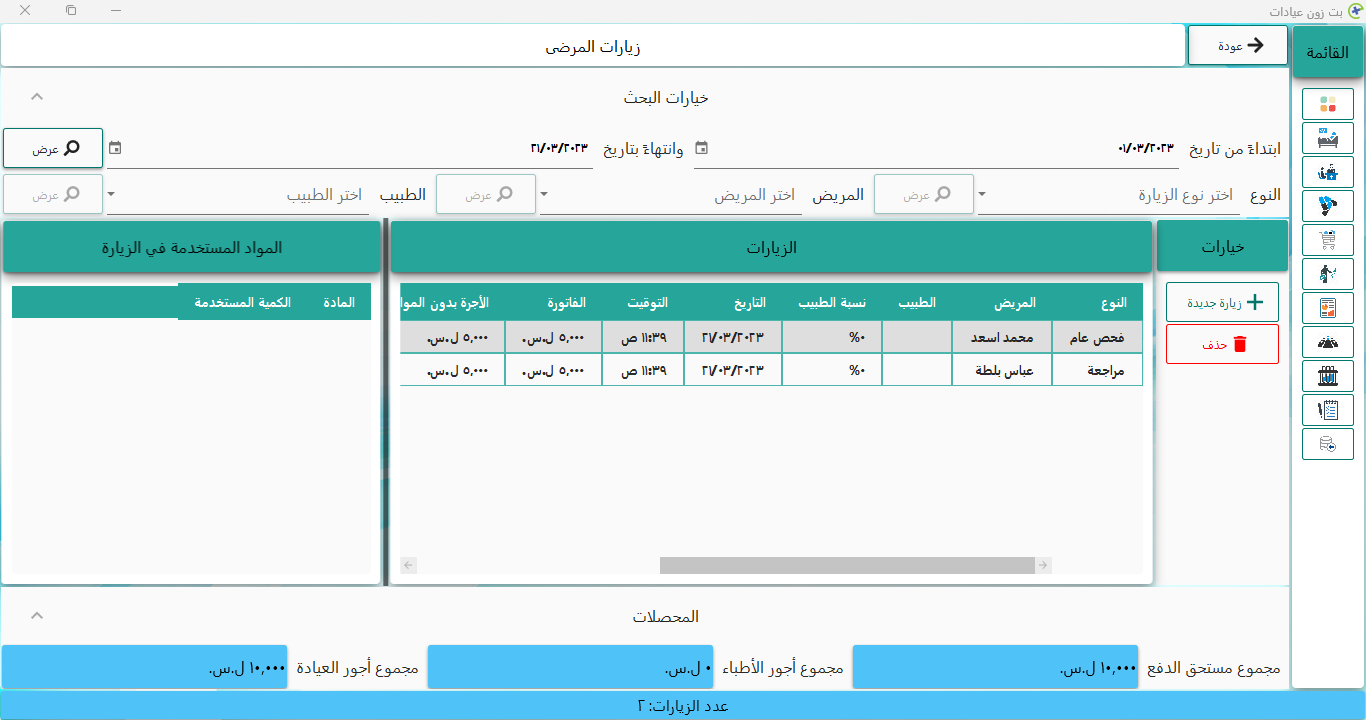 بت زون عيادات
القائمة
عودة
زيارات المرضى
خيارات البحث
ابتداءً من تاريخ ٠١/٠٣/٢٠٢٣ وانتهاءً بتاريخ ٢١/٠٣/٢٠٢٣ عرض
النوع اختر نوع الزيارة عرض المريض اختر المريض عرض الطبيب اختر الطبيب عرض
خيارات
زيارة جديدة
حذف
الزيارات
النوع المريض الطبيب نسبة الطبيب التاريخ التوقيت الفاتورة الأجرة بدون الموا
فحص عام محمد اسعد ٠% ٢١/٠٣/٢٠٢٣ ١١:٣٩ ص ٥,٠٠٠ ل.س. ٥,٠٠٠ ل.س.
مراجعة عباس بلطة ٠% ٢١/٠٣/٢٠٢٣ ١١:٣٩ ص ٥,٠٠٠ ل.س. ٥,٠٠٠ ل.س.
المواد المستخدمة في الزيارة
المادة الكمية المستخدمة
المحصلات
مجموع مستحق الدفع ١٠,٠٠٠ ل.س. مجموع أجور الأطباء ٠ ل.س. مجموع أجور العيادة ١٠,٠٠٠ ل.س.
عدد الزيارات: ٢